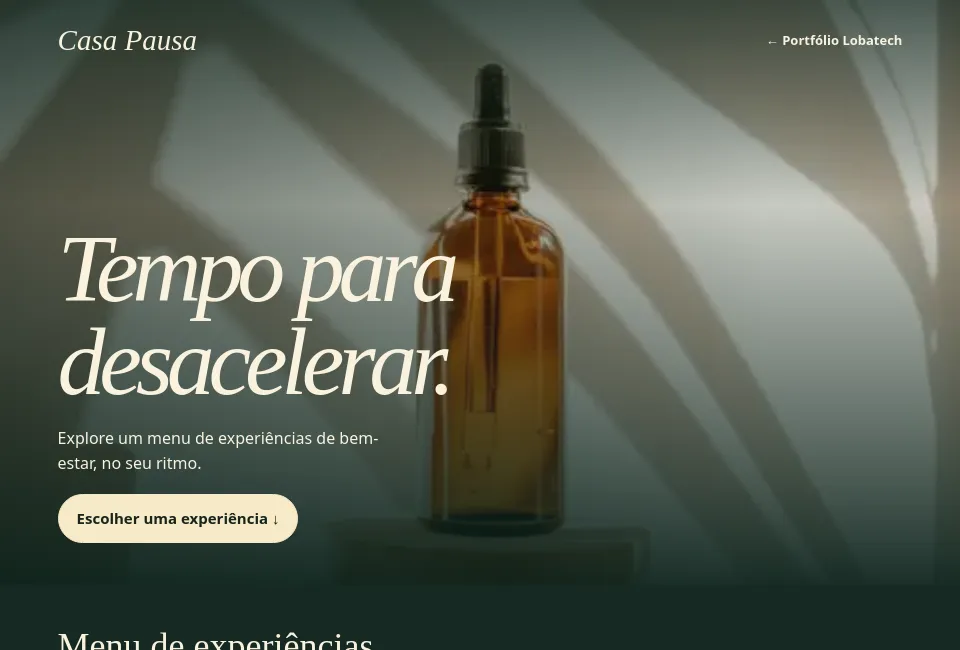 Casa Pausa
← Portfólio Lobatech
Tempo para
desacelerar.
Explore um menu de experiências de bem-
estar, no seu ritmo.
Escolher uma experiência ↓
Menu de experiências